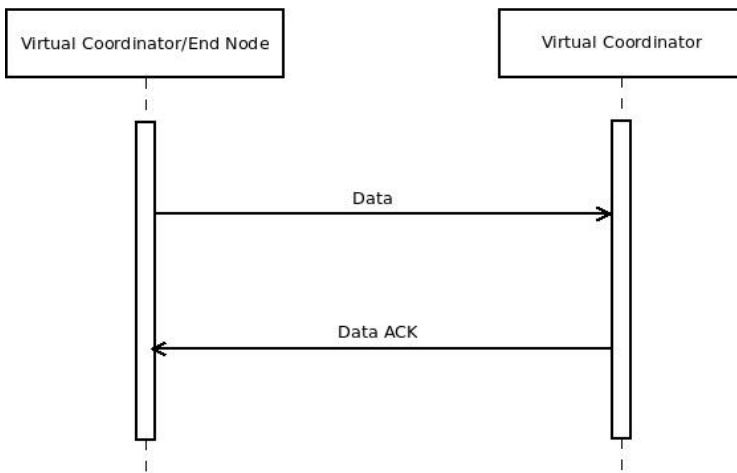 Virtual Coordinator/End Node
Virtual Coordinator
Data
Data ACK